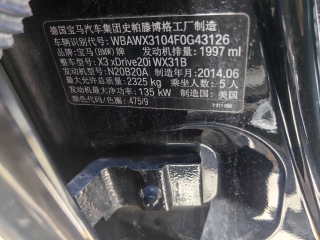 德国宝马汽车集团史帕滕博格工厂制造
车辆识别代号: WBAWX3104F0G43126
品牌: 宝马(BMW)牌 发动机排量: 1997 ml
整车型号: X3 xDrive20i WX31B
发动机型号: N20B20A 制造年月: 2014.06
最大允许总质量: 2325 kg 乘坐人数: 5 人
发动机最大净功率: 135 kW 制造国: 美国
颜色代码/色系: 475/9